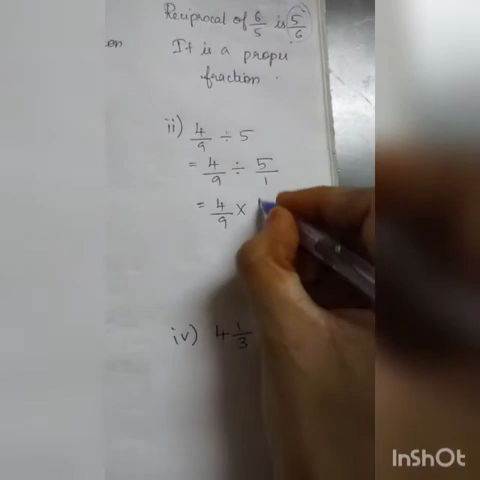 Reciprocal of 6/5 is 5/6
on
It is a proper
fraction.
ii) 4/9 ÷ 5
= 4/9 ÷ 5/1
= 4/9 ×
iv) 4 1/3
InShOt